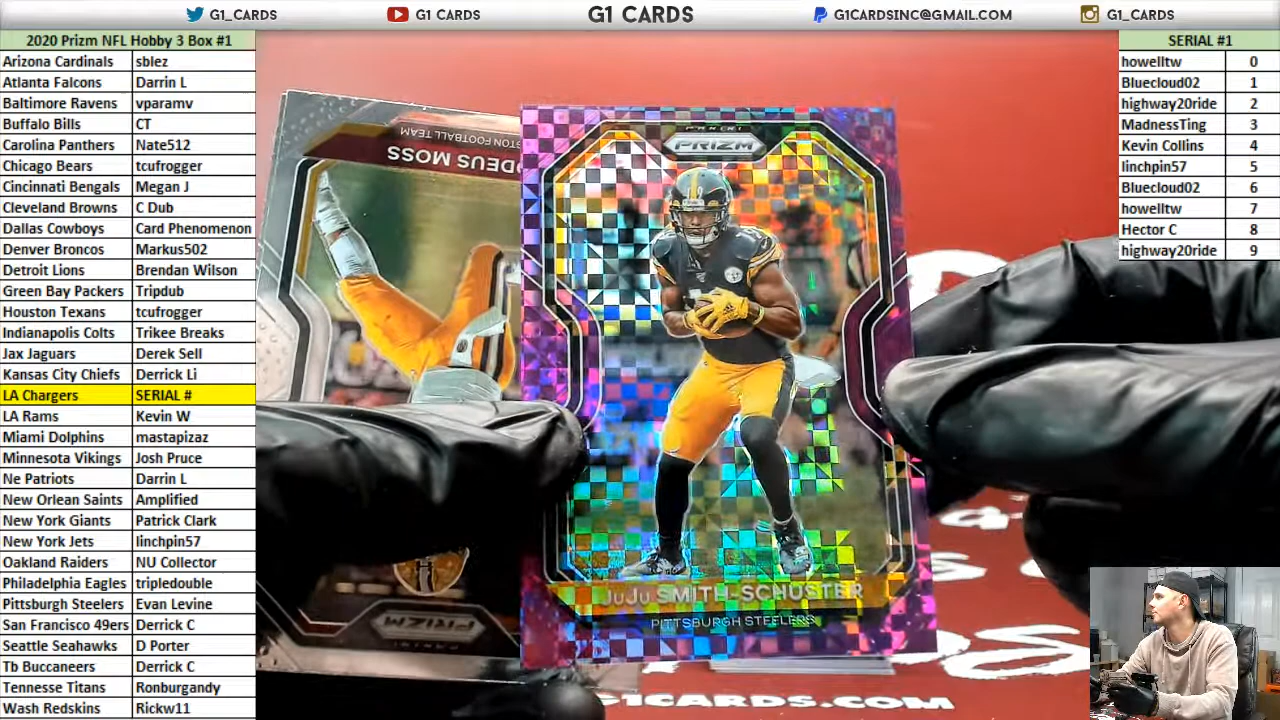 G1_CARDS
G1 CARDS
G1 CARDS
G1CARDSINC@GMAIL.COM
G1_CARDS
2020 Prizm NFL Hobby 3 Box #1
Arizona Cardinals sblez
Atlanta Falcons Darrin L
Baltimore Ravens vparamv
Buffalo Bills CT
Carolina Panthers Nate512
Chicago Bears tcufrogger
Cincinnati Bengals Megan J
Cleveland Browns C Dub
Dallas Cowboys Card Phenomenon
Denver Broncos Markus502
Detroit Lions Brendan Wilson
Green Bay Packers Tripdub
Houston Texans tcufrogger
Indianapolis Colts Trikee Breaks
Jax Jaguars Derek Sell
Kansas City Chiefs Derrick Li
LA Chargers SERIAL #
LA Rams Kevin W
Miami Dolphins mastapizaz
Minnesota Vikings Josh Pruce
Ne Patriots Darrin L
New Orlean Saints Amplified
New York Giants Patrick Clark
New York Jets linchpin57
Oakland Raiders NU Collector
Philadelphia Eagles tripledouble
Pittsburgh Steelers Evan Levine
San Francisco 49ers Derrick C
Seattle Seahawks D Porter
Tb Buccaneers Derrick C
Tennesse Titans Ronburgandy
Wash Redskins Rickw11
SERIAL #1
howelltw 0
Bluecloud02 1
highway20ride 2
MadnessTing 3
Kevin Collins 4
linchpin57 5
Bluecloud02 6
howelltw 7
Hector C 8
highway20ride 9
STON FOOTBALL TEAM
DDEUS MOSS
PRIZM
PANINI
PANINI
PRIZM
JuJu SMITH-SCHUSTER
PITTSBURGH STEELERS
G1CARDS.COM